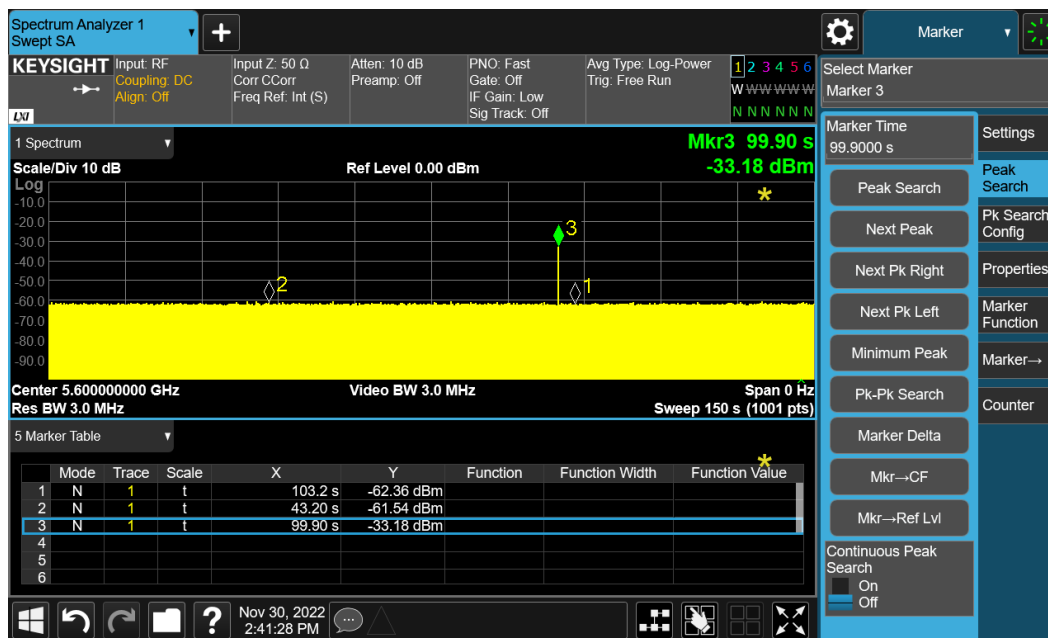 Spectrum Analyzer 1
Swept SA
Marker
KEYSIGHT
LXI
Input: RF
Coupling: DC
Align: Off
Input Z: 50 Ω
Corr CCorr
Freq Ref: Int (S)
Atten: 10 dB
Preamp: Off
PNO: Fast
Gate: Off
IF Gain: Low
Sig Track: Off
Avg Type: Log-Power
Trig: Free Run
1 2 3 4 5 6
W W W W W W
N N N N N N
Select Marker
Marker 3
1 Spectrum
Mkr3 99.90 s
-33.18 dBm
Scale/Div 10 dB
Ref Level 0.00 dBm
Log
-10.0
-20.0
-30.0
-40.0
-50.0
-60.0
-70.0
-80.0
-90.0
*
3
2
1
Center 5.600000000 GHz
Video BW 3.0 MHz
Span 0 Hz
Res BW 3.0 MHz
Sweep 150 s (1001 pts)
5 Marker Table
*
Mode Trace Scale X Y Function Function Width Function Value
1 N 1 t 103.2 s -62.36 dBm
2 N 1 t 43.20 s -61.54 dBm
3 N 1 t 99.90 s -33.18 dBm
4
5
6
Marker Time
99.9000 s
Peak Search
Next Peak
Next Pk Right
Next Pk Left
Minimum Peak
Pk-Pk Search
Marker Delta
Mkr→CF
Mkr→Ref Lvl
Continuous Peak
Search
On
Off
Settings
Peak
Search
Pk Search
Config
Properties
Marker
Function
Marker→
Counter
?
Nov 30, 2022
2:41:28 PM